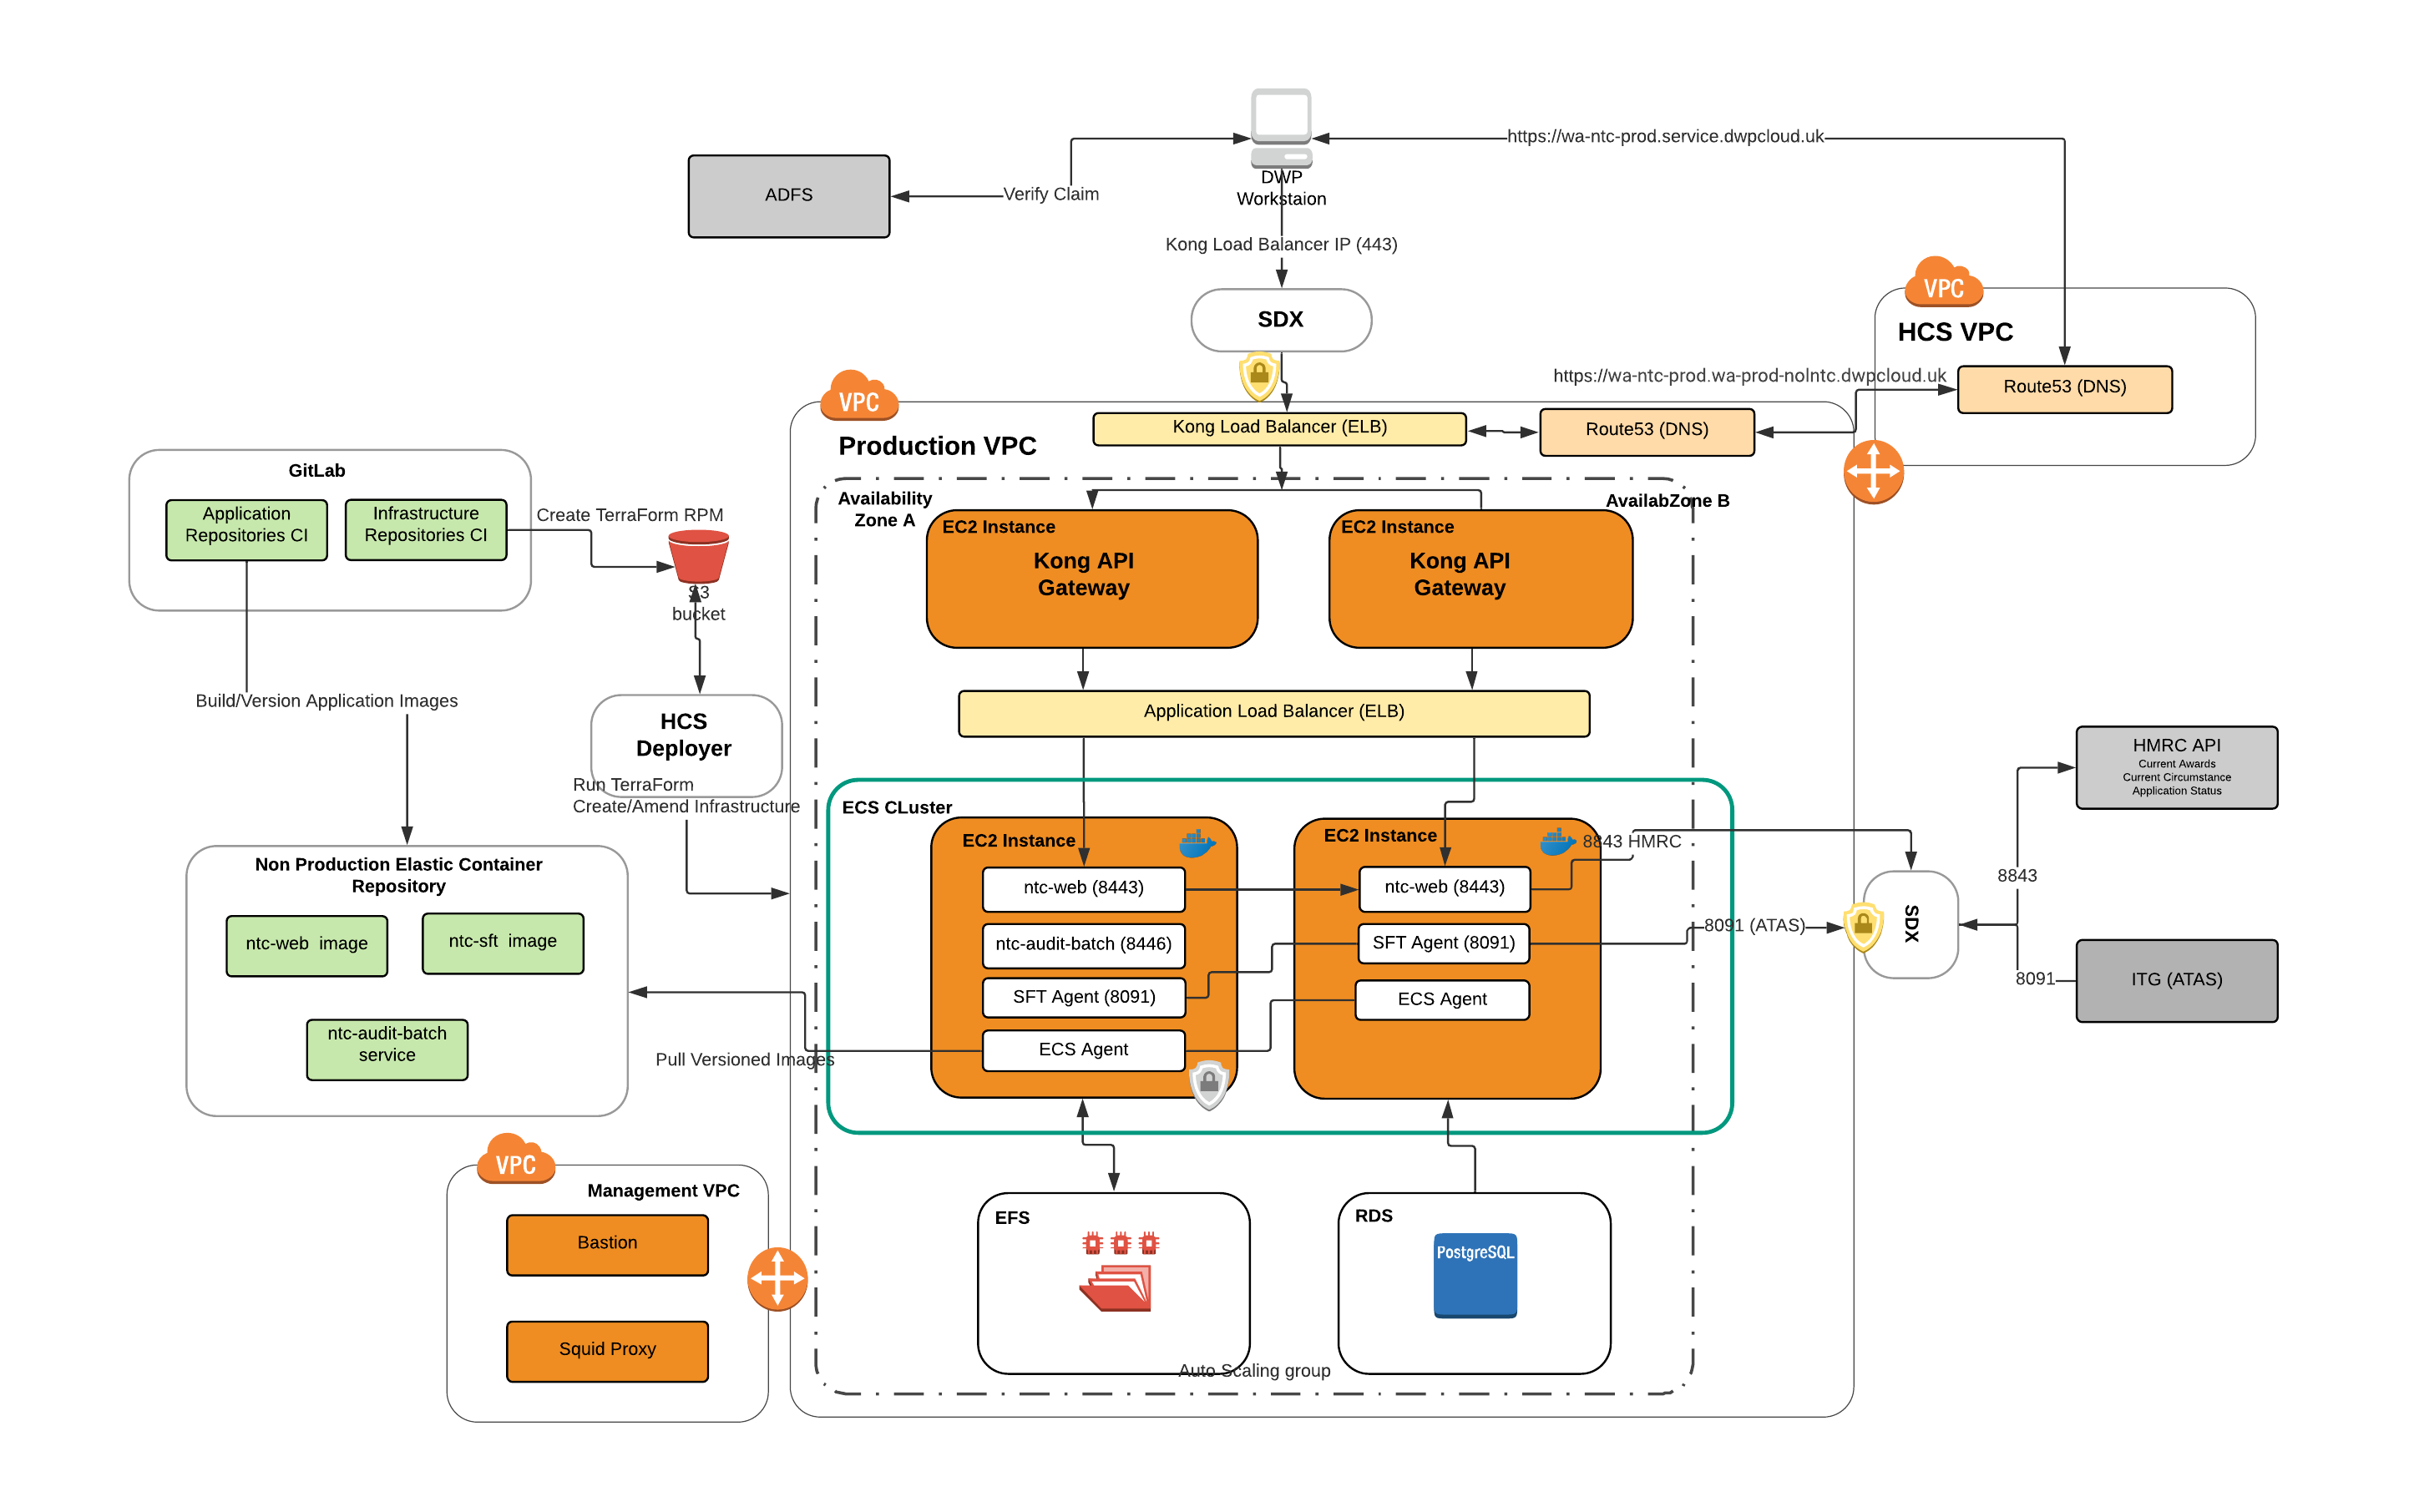 https://wa-ntc-prod.service.dwpcloud.uk
DWP
Workstaion
ADFS
Verify Claim
Kong Load Balancer IP (443)
SDX
VPC
HCS VPC
https://wa-ntc-prod.wa-prod-nolntc.dwpcloud.uk
Route53 (DNS)
VPC
Production VPC
Kong Load Balancer (ELB)
Route53 (DNS)
GitLab
Application
Repositories CI
Infrastructure
Repositories CI
Create TerraForm RPM
S3
bucket
Availability
Zone A
AvailabZone B
EC2 Instance
Kong API
Gateway
EC2 Instance
Kong API
Gateway
Build/Version Application Images
HCS
Deployer
Run TerraForm
Create/Amend Infrastructure
Application Load Balancer (ELB)
HMRC API
Current Awards
Current Circumstance
Application Status
ECS CLuster
EC2 Instance
ntc-web (8443)
ntc-audit-batch (8446)
SFT Agent (8091)
ECS Agent
EC2 Instance
8843 HMRC
ntc-web (8443)
SFT Agent (8091)
ECS Agent
8091 (ATAS)
SDX
8843
8091
ITG (ATAS)
Non Production Elastic Container
Repository
ntc-web  image
ntc-sft  image
ntc-audit-batch
service
Pull Versioned Images
VPC
Management VPC
Bastion
Squid Proxy
EFS
RDS
PostgreSQL
Auto Scaling group